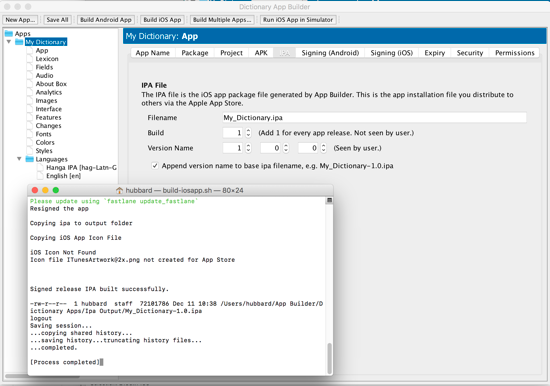 Dictionary App Builder
New App... Save All Build Android App Build iOS App Build Multiple Apps... Run iOS App in Simulator
Apps
My Dictionary
App
Lexicon
Fields
Audio
About Box
Analytics
Images
Interface
Features
Changes
Fonts
Colors
Styles
Languages
Hanga IPA [hag-Latn-G
English [en]
My Dictionary: App
App Name Package Project APK IPA Signing (Android) Signing (iOS) Expiry Security Permissions
IPA File
The IPA file is the iOS app package file generated by App Builder. This is the app installation file you distribute to
others via the Apple App Store.
Filename My_Dictionary.ipa
Build 1 (Add 1 for every app release. Not seen by user.)
Version Name 1 0 0 (Seen by user.)
Append version name to base ipa filename, e.g. My_Dictionary-1.0.ipa
hubbard — build-iosapp.sh — 80×24
Please update using `fastlane update_fastlane`
Resigned the app
Copying ipa to output folder
Copying iOS App Icon File
iOS Icon Not Found
Icon file ITunesArtwork@2x.png not created for App Store
Signed release IPA built successfully.
-rw-r--r-- 1 hubbard staff 72101786 Dec 11 10:38 /Users/hubbard/App Builder/D
ictionary Apps/Ipa Output/My_Dictionary-1.0.ipa
logout
Saving session...
...copying shared history...
...saving history...truncating history files...
...completed.
[Process completed]